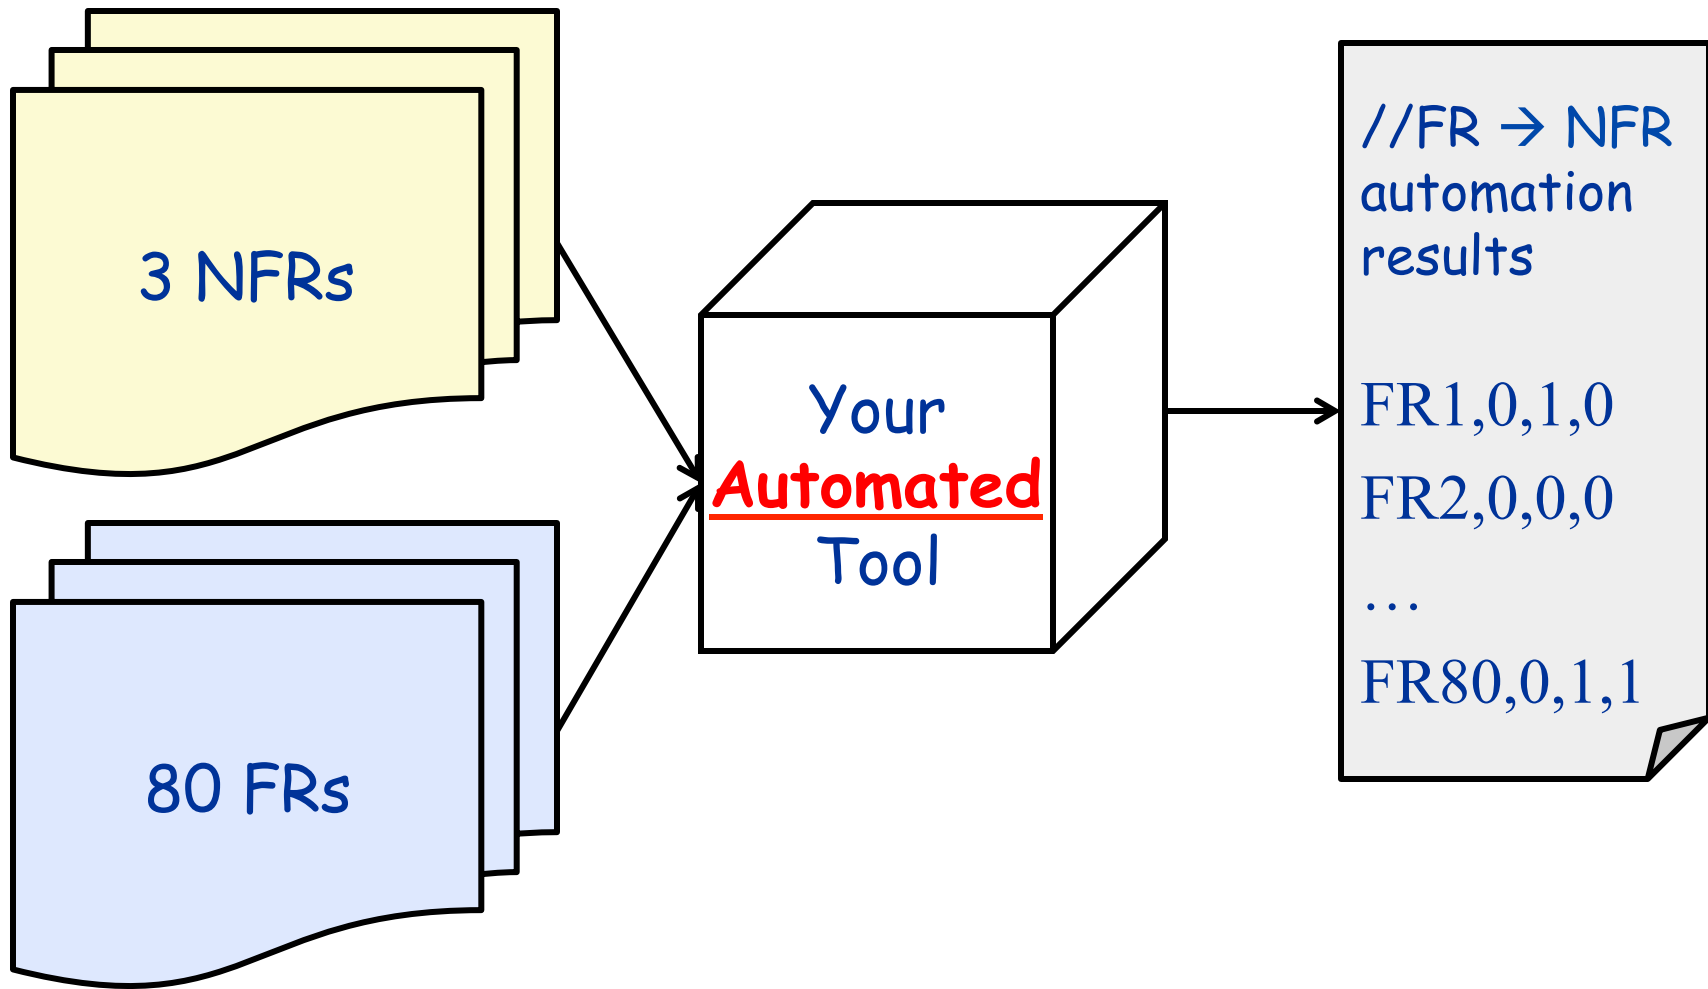 3 NFRs
80 FRs
Your
Automated
Tool
//FR → NFR
automation
results
FR1,0,1,0
FR2,0,0,0
…
FR80,0,1,1